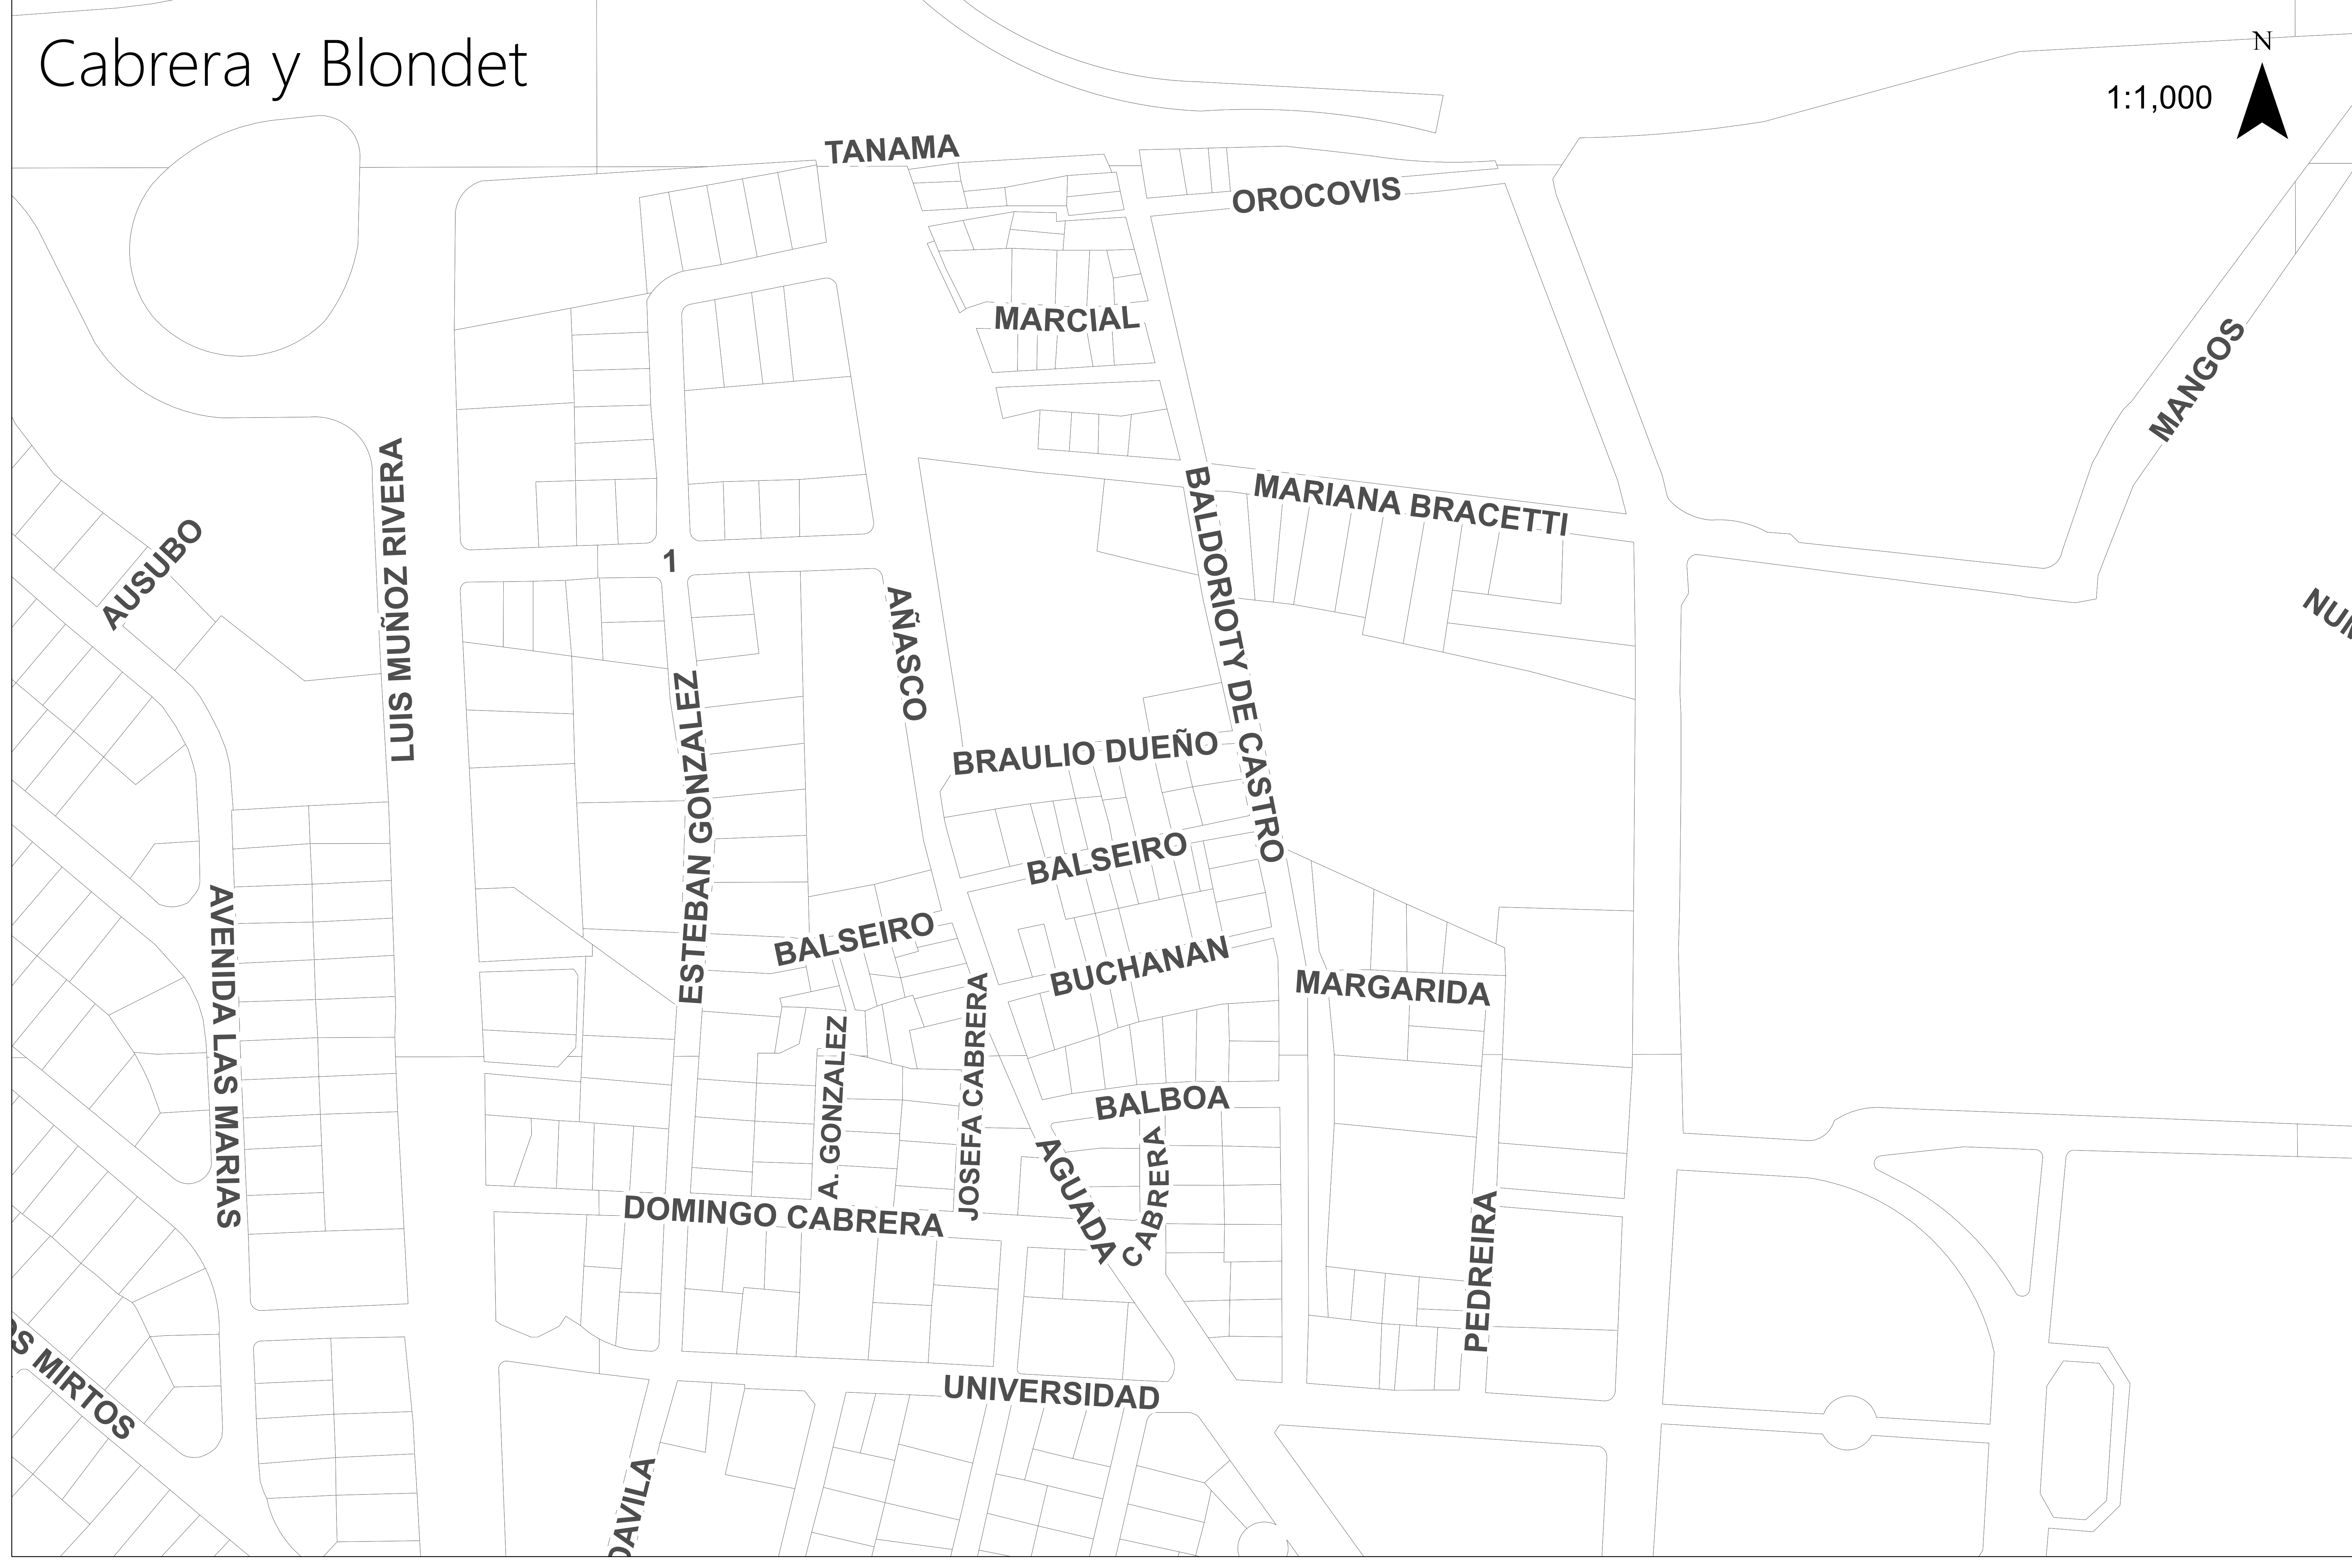 Cabrera y Blondet
N
1:1,000
TANAMA
OROCOVIS
MARCIAL
MANGOS
LUIS MUÑOZ RIVERA
BALDORIOTY DE CASTRO
MARIANA BRACETTI
AUSUBO
1
AÑASCO
ESTEBAN GONZALEZ
BRAULIO DUEÑO
BALSEIRO
BALSEIRO
BUCHANAN
MARGARIDA
AVENIDA LAS MARIAS
JOSEFA CABRERA
A. GONZALEZ
BALBOA
AGUADA
CABRERA
DOMINGO CABRERA
PEDREIRA
MIRTOS
UNIVERSIDAD
DAVILA